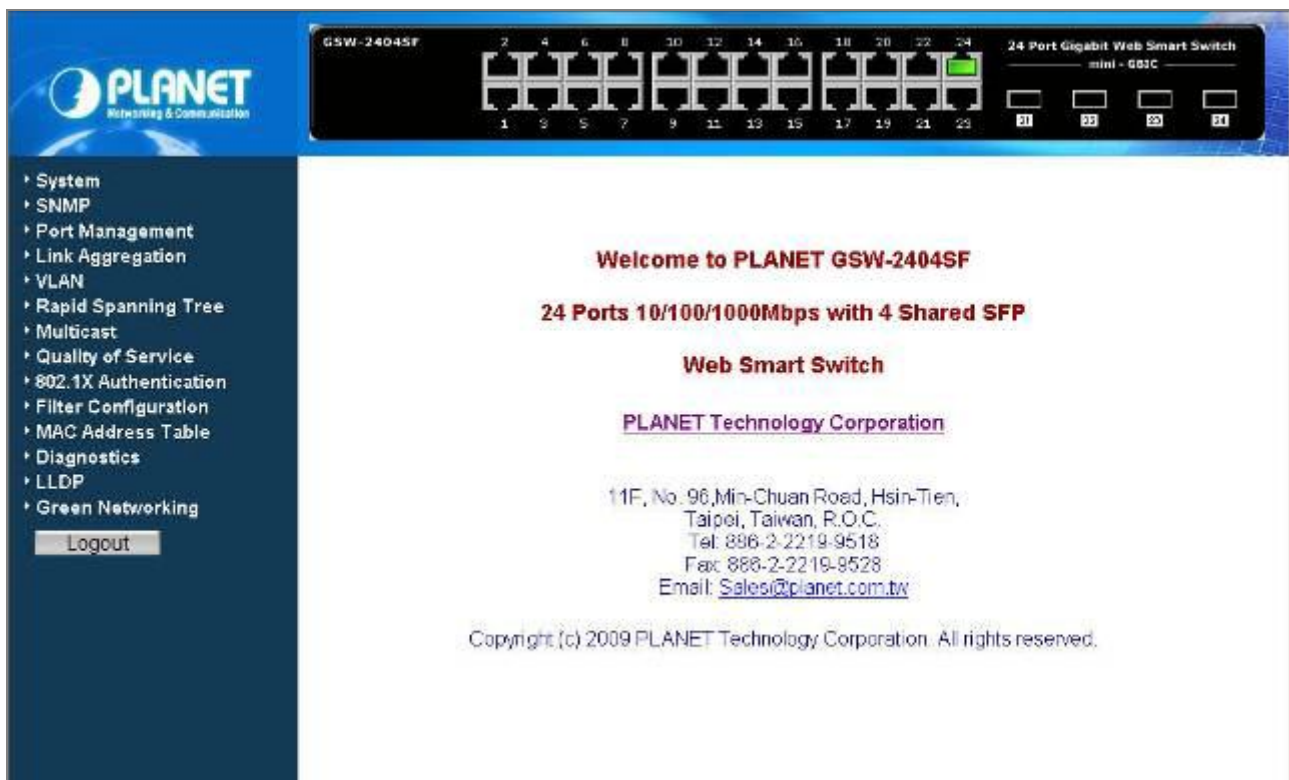 PLANET
Networking & Communication
GSW-2404SF
2 4 6 8 10 12 14 16 18 20 22 24
1 3 5 7 9 11 13 15 17 19 21 23
24 Port Gigabit Web Smart Switch
mini - GBIC
21 22 23 24
System
SNMP
Port Management
Link Aggregation
VLAN
Rapid Spanning Tree
Multicast
Quality of Service
802.1X Authentication
Filter Configuration
MAC Address Table
Diagnostics
LLDP
Green Networking
Logout
Welcome to PLANET GSW-2404SF
24 Ports 10/100/1000Mbps with 4 Shared SFP
Web Smart Switch
PLANET Technology Corporation
11F, No. 96,Min-Chuan Road, Hsin-Tien,
Taipei, Taiwan, R.O.C.
Tel: 886-2-2219-9518
Fax: 886-2-2219-9528
Email: Sales@planet.com.tw
Copyright (c) 2009 PLANET Technology Corporation. All rights reserved.